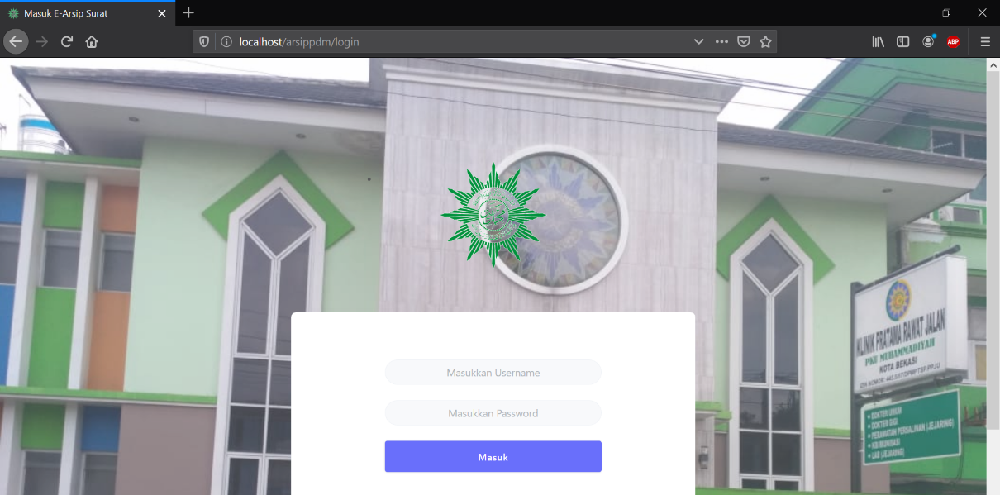 Masuk E-Arsip Surat
localhost/arsippdm/login
ABP
Masukkan Username
Masukkan Password
Masuk
KLINIK PRATAMA RAWAT JALAN
PKU MUHAMMADIYAH
KOTA BEKASI
• DOKTER UMUM
• DOKTER GIGI
• PERAWATAN PERSALINAN (JEJARING)
• KB/IMUNISASI
• LAB (JEJARING)